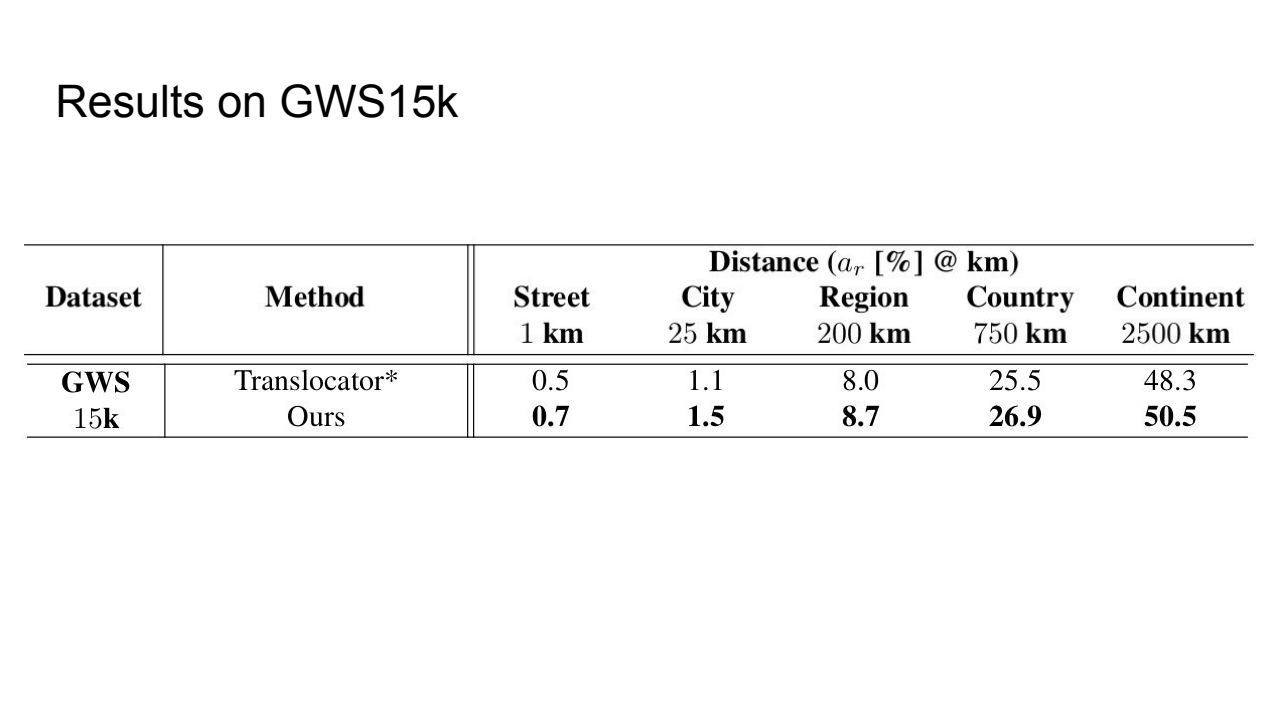 Results on GWS15k
Distance (a_r [%] @ km)
Dataset Method Street City Region Country Continent
1 km 25 km 200 km 750 km 2500 km
GWS Translocator* 0.5 1.1 8.0 25.5 48.3
15k Ours 0.7 1.5 8.7 26.9 50.5